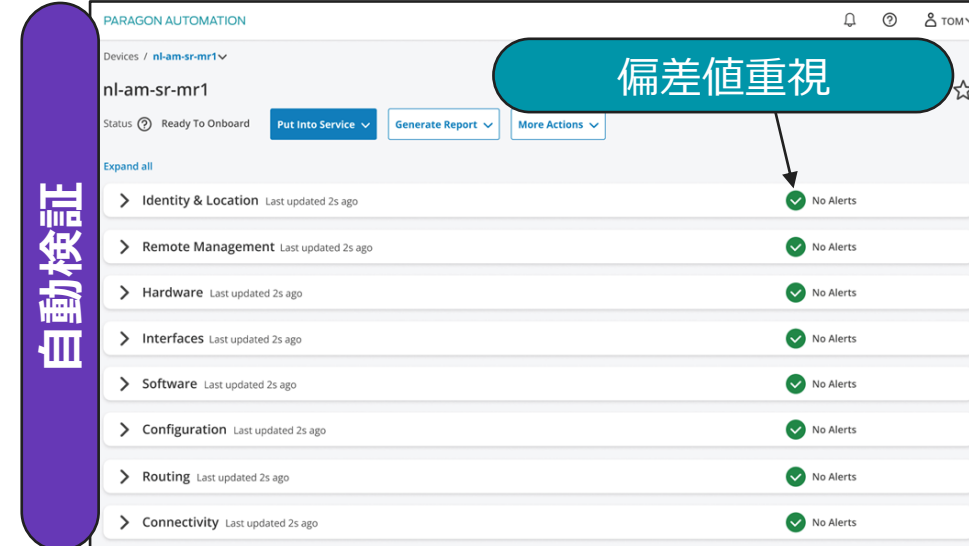 自動検証
PARAGON AUTOMATION
TOM
Devices / nl-am-sr-mr1
偏差値重視
nl-am-sr-mr1
Status Ready To Onboard Put Into Service Generate Report More Actions
Expand all
Identity & Location Last updated 2s ago No Alerts
Remote Management Last updated 2s ago No Alerts
Hardware Last updated 2s ago No Alerts
Interfaces Last updated 2s ago No Alerts
Software Last updated 2s ago No Alerts
Configuration Last updated 2s ago No Alerts
Routing Last updated 2s ago No Alerts
Connectivity Last updated 2s ago No Alerts